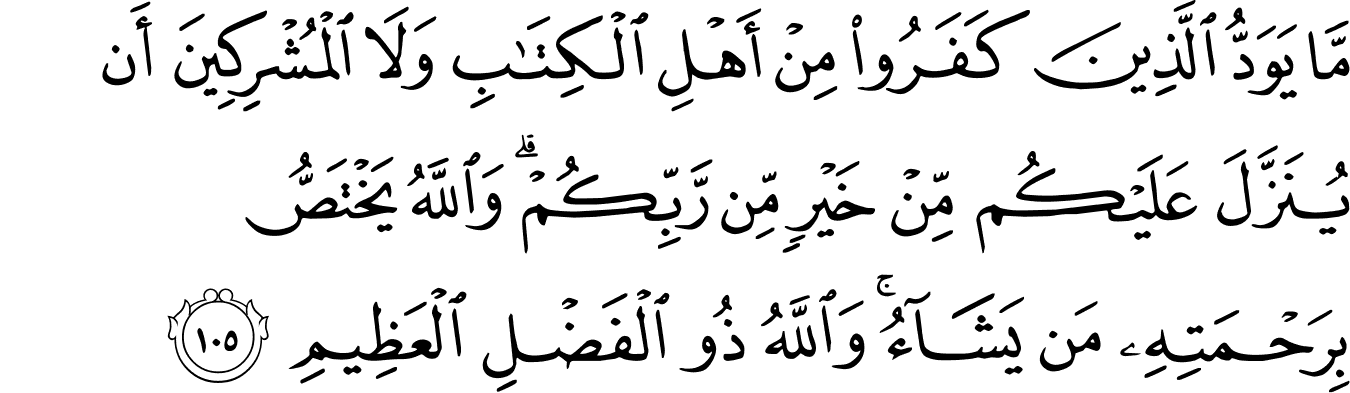 مَّا يَوَدُّ ٱلَّذِينَ كَفَرُوا۟ مِنْ أَهْلِ ٱلْكِتَـٰبِ وَلَا ٱلْمُشْرِكِينَ أَن
يُنَزَّلَ عَلَيْكُم مِّنْ خَيْرٍ مِّن رَّبِّكُمْ ۗ وَٱللَّهُ يَخْتَصُّ
بِرَحْمَتِهِۦ مَن يَشَآءُ ۚ وَٱللَّهُ ذُو ٱلْفَضْلِ ٱلْعَظِيمِ ١٠٥